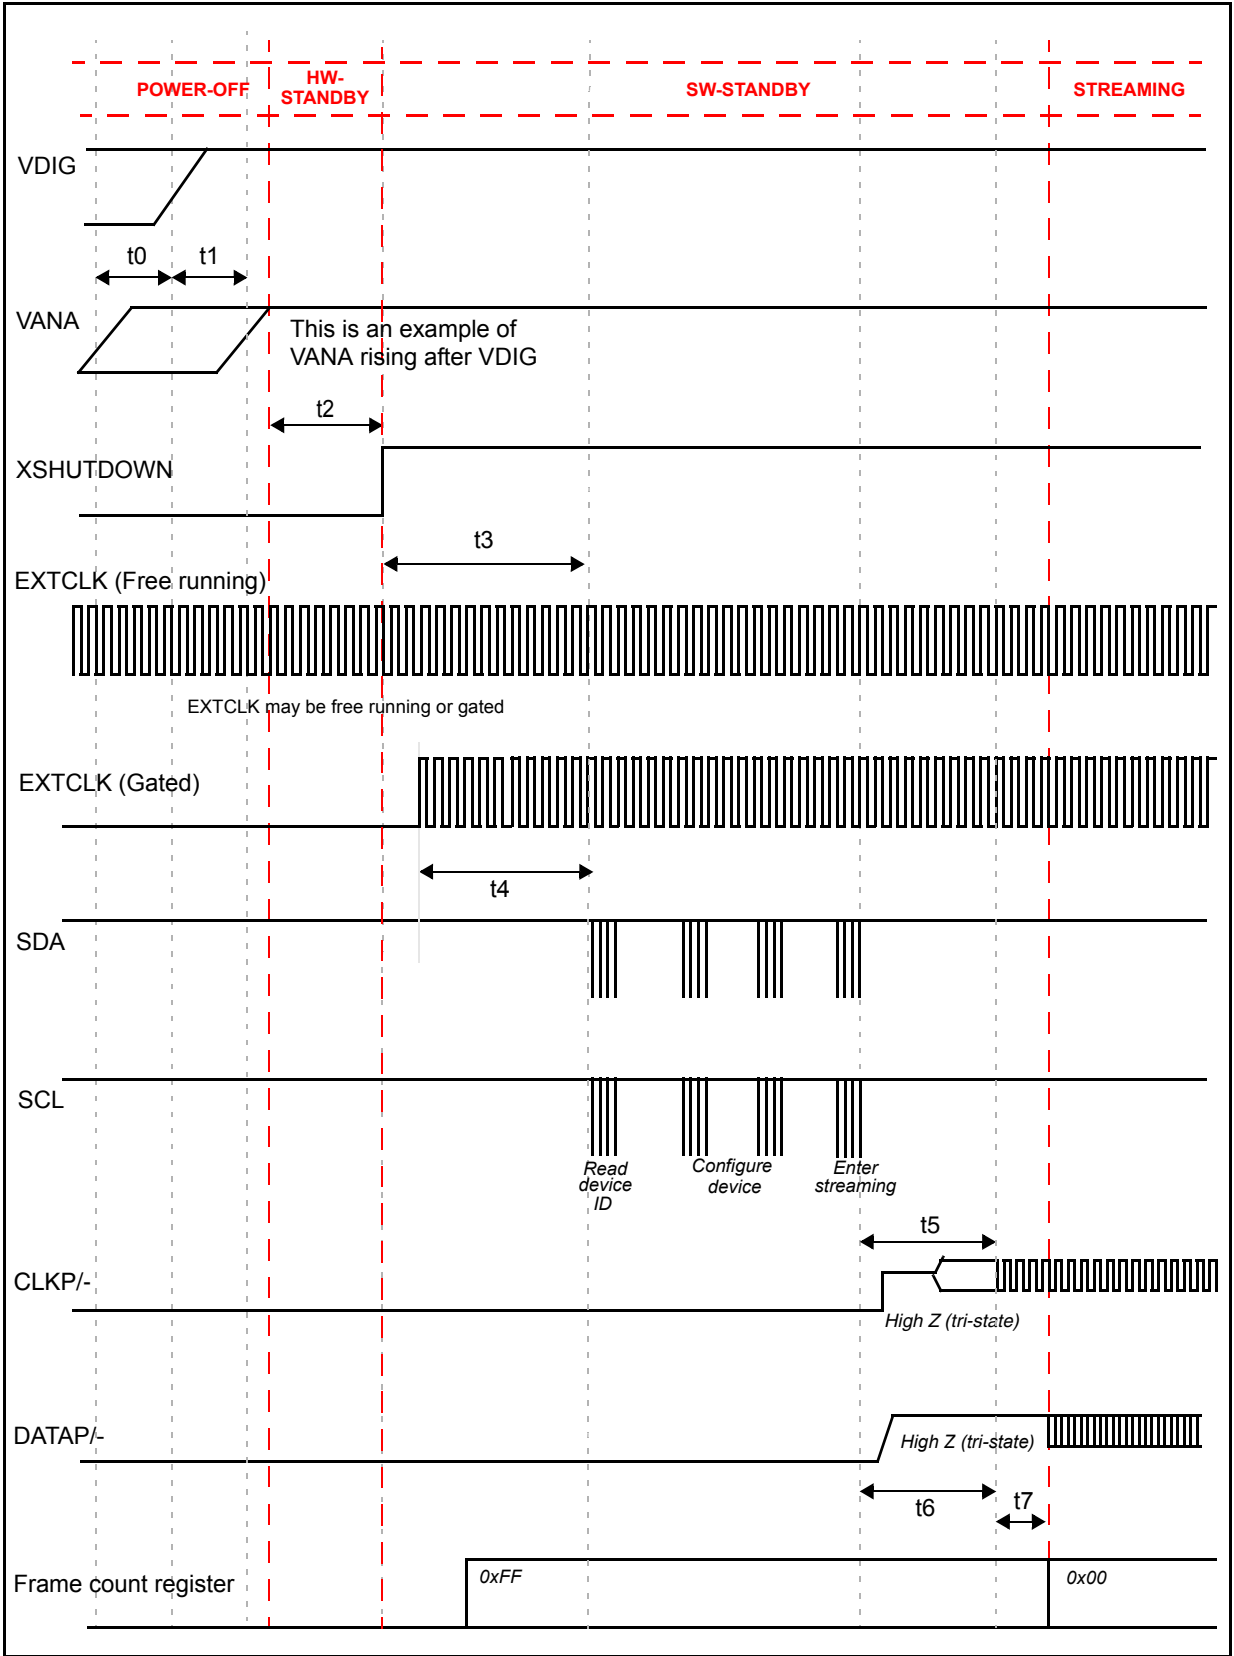 POWER-OFF
HW-
STANDBY
SW-STANDBY
STREAMING
VDIG
t0
t1
VANA
This is an example of
VANA rising after VDIG
t2
XSHUTDOWN
t3
EXTCLK (Free running)
EXTCLK may be free running or gated
EXTCLK (Gated)
t4
SDA
SCL
Read
device
ID
Configure
device
Enter
streaming
t5
CLKP/-
High Z (tri-state)
DATAP/-
High Z (tri-state)
t6
t7
Frame count register
0xFF
0x00